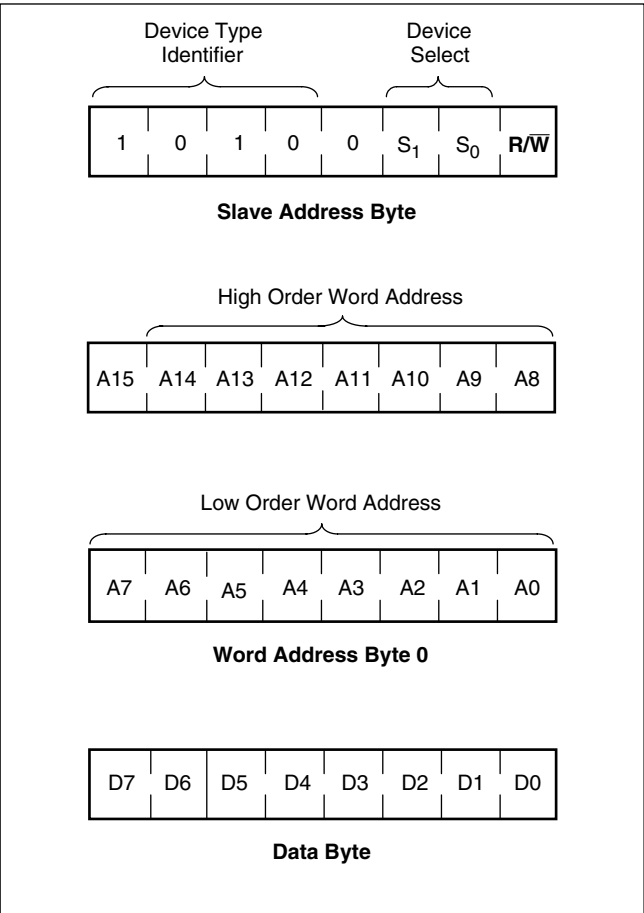 Device Type
Identifier
Device
Select
1 0 1 0 0 S1 S0 R/W̅
Slave Address Byte
High Order Word Address
A15 A14 A13 A12 A11 A10 A9 A8
Low Order Word Address
A7 A6 A5 A4 A3 A2 A1 A0
Word Address Byte 0
D7 D6 D5 D4 D3 D2 D1 D0
Data Byte